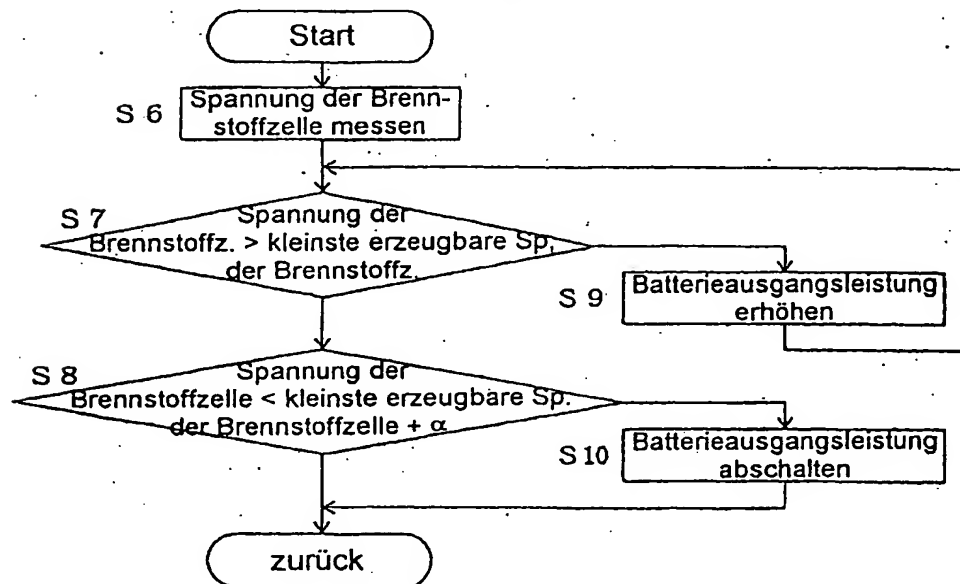 Start
S 6
Spannung der Brenn-
stoffzelle messen
S 7
Spannung der
Brennstoffz. > kleinste erzeugbare Sp.
der Brennstoffz.
S 9
Batterieausgangsleistung
erhöhen
S 8
Spannung der
Brennstoffzelle < kleinste erzeugbare Sp.
der Brennstoffzelle + α
S 10
Batterieausgangsleistung
abschalten
zurück